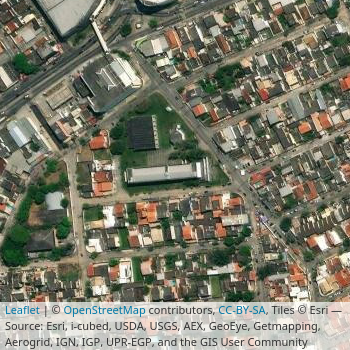 Leaflet | © OpenStreetMap contributors, CC-BY-SA, Tiles © Esri —
Source: Esri, i-cubed, USDA, USGS, AEX, GeoEye, Getmapping,
Aerogrid, IGN, IGP, UPR-EGP, and the GIS User Community